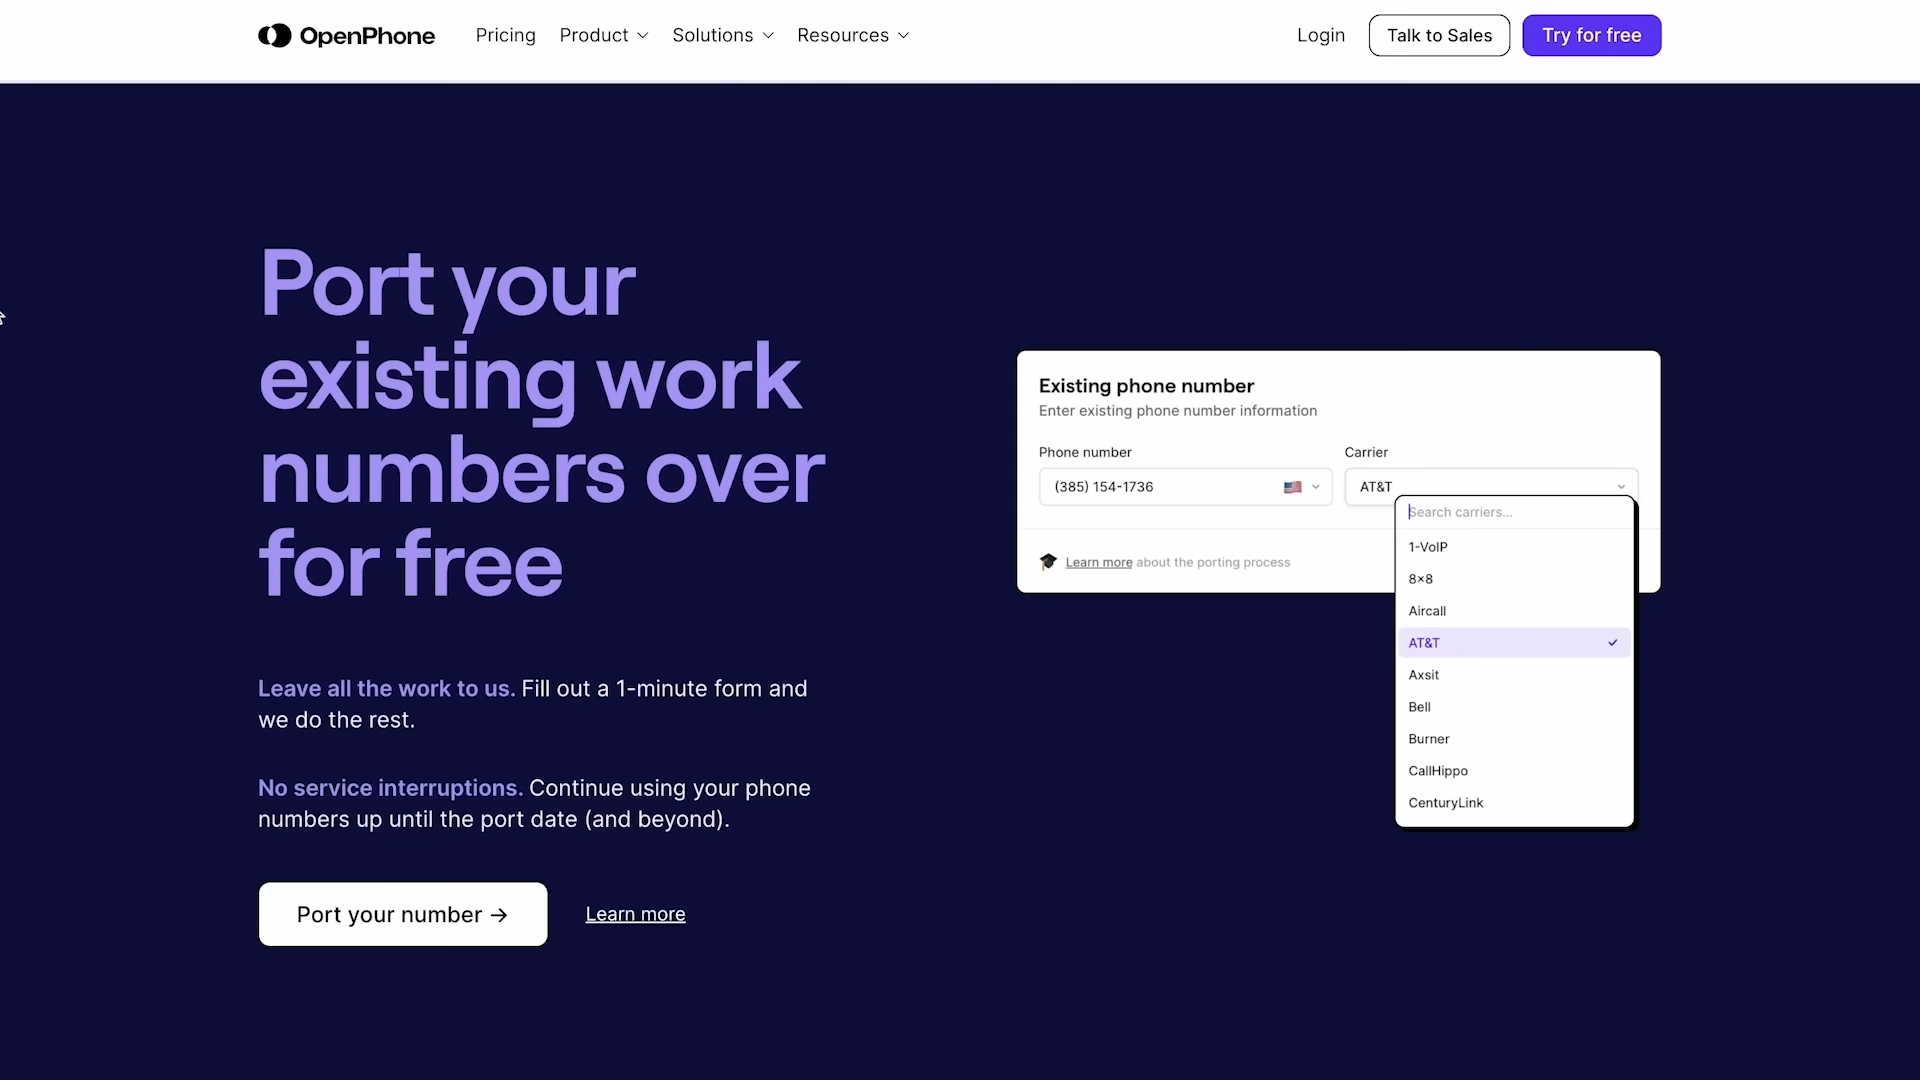 OpenPhone
Pricing
Product
Solutions
Resources
Login
Talk to Sales
Try for free
Port your
existing work
numbers over
for free
Leave all the work to us. Fill out a 1-minute form and
we do the rest.
No service interruptions. Continue using your phone
numbers up until the port date (and beyond).
Port your number →
Learn more
Existing phone number
Enter existing phone number information
Phone number
(385) 154-1736
Carrier
AT&T
Search carriers...
1-VoIP
8×8
Aircall
AT&T
Axsit
Bell
Burner
CallHippo
CenturyLink
Learn more about the porting process